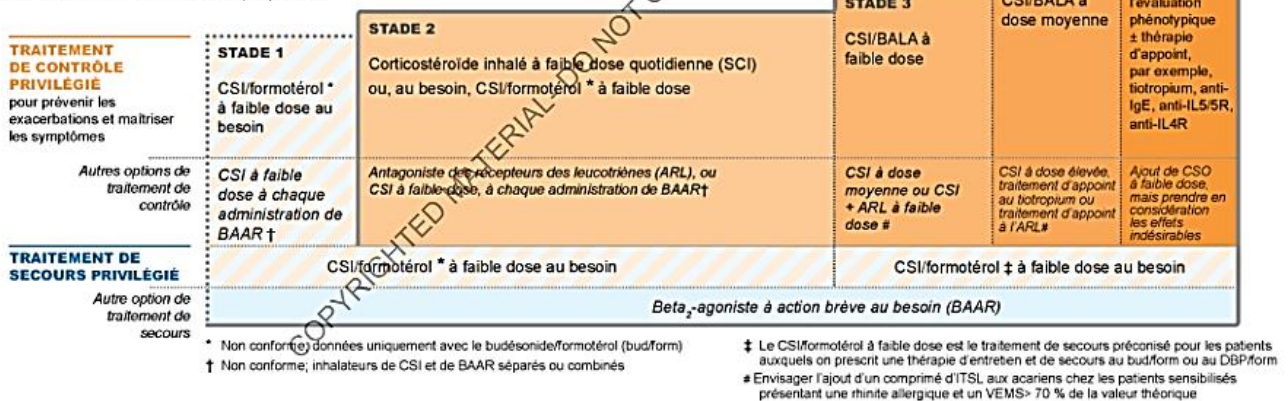 STADE 3
CSI/BALA à
faible dose
CSI/BALA à
dose moyenne
l'évaluation
phénotypique
± thérapie
d'appoint,
par exemple,
tiotropium, anti-
IgE, anti-IL5/5R,
anti-IL4R
TRAITEMENT
DE CONTRÔLE
PRIVILÉGIÉ
pour prévenir les
exacerbations et maîtriser
les symptômes
STADE 1
CSI/formotérol *
à faible dose au
besoin
STADE 2
Corticostéroïde inhalé à faible dose quotidienne (SCI)
ou, au besoin, CSI/formotérol * à faible dose
Autres options de
traitement de
contrôle
CSI à faible
dose à chaque
administration de
BAAR †
Antagoniste des récepteurs des leucotriènes (ARL), ou
CSI à faible dose, à chaque administration de BAAR†
CSI à dose
moyenne ou CSI
+ ARL à faible
dose #
CSI à dose élevée,
traitement d'appoint
au tiotropium ou
traitement d'appoint
à l'ARL#
Ajout de CSO
à faible dose,
mais prendre en
considération
les effets
indésirables
TRAITEMENT DE
SECOURS PRIVILÉGIÉ
CSI/formotérol * à faible dose au besoin
CSI/formotérol ‡ à faible dose au besoin
Autre option de
traitement de
secours
Beta₂-agoniste à action brève au besoin (BAAR)
* Non conforme; données uniquement avec le budésonide/formotérol (bud/form)
† Non conforme; inhalateurs de CSI et de BAAR séparés ou combinés
‡ Le CSI/formotérol à faible dose est le traitement de secours préconisé pour les patients
auxquels on prescrit une thérapie d'entretien et de secours au bud/form ou au DBP/form
# Envisager l'ajout d'un comprimé d'ITSL aux acariens chez les patients sensibilisés
présentant une rhinite allergique et un VEMS> 70 % de la valeur théorique
COPYRIGHTED MATERIAL-DO NOT